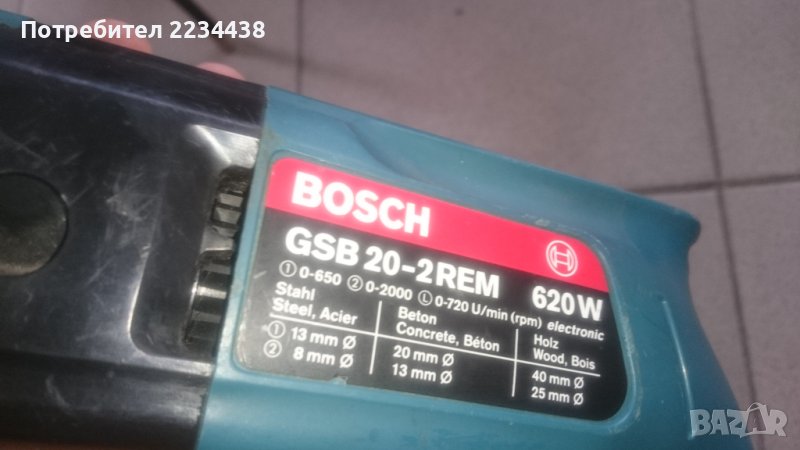 Потребител 2234438
BOSCH
GSB 20-2REM 620W
① 0-650 ② 0-2000 Ⓛ 0-720 U/min (rpm) electronic
Stahl Beton Holz
Steel, Acier Concrete, Béton Wood, Bois
① 13 mm Ø 20 mm Ø 40 mm Ø
② 8 mm Ø 13 mm Ø 25 mm Ø
BAZAR